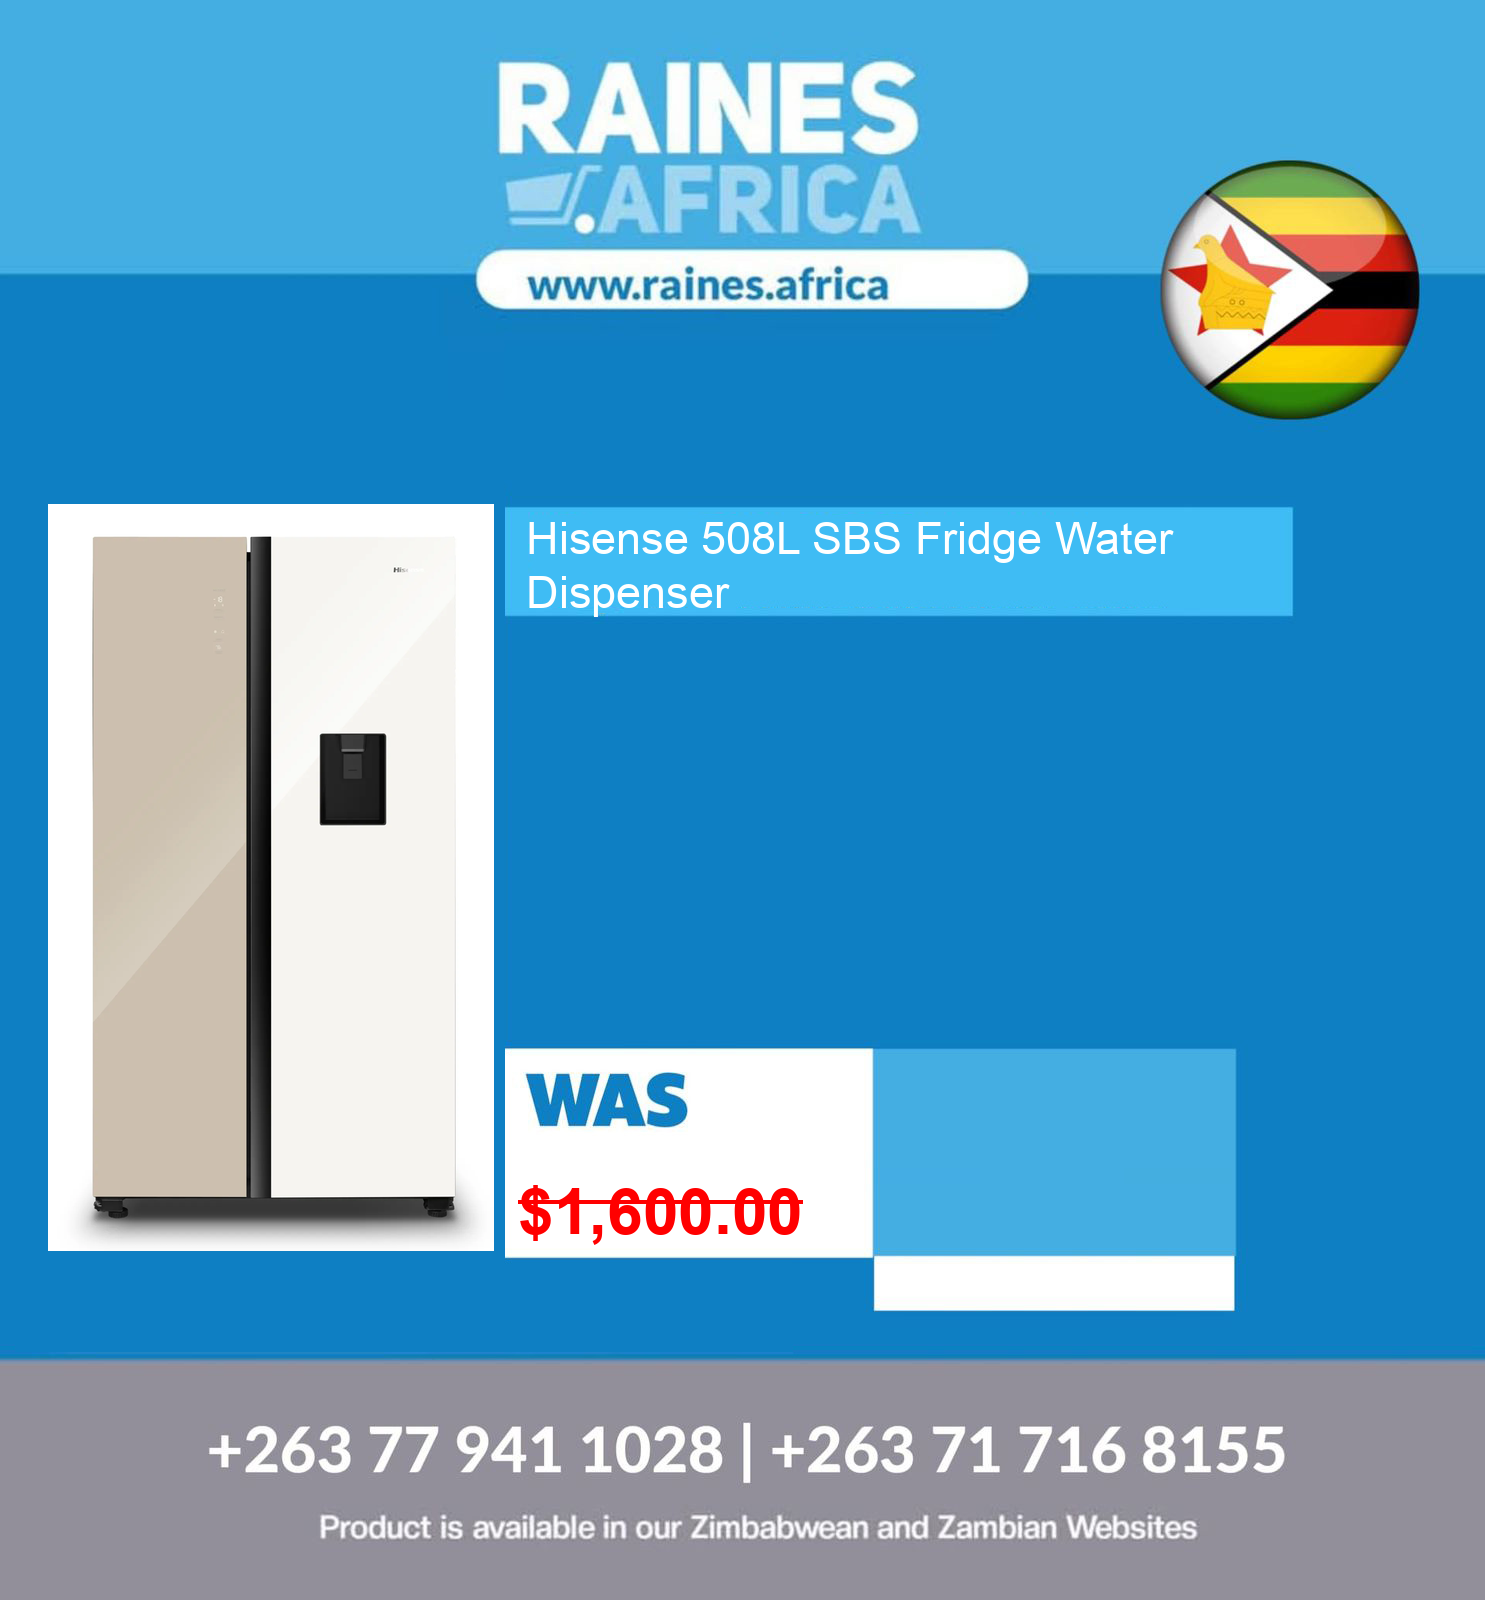 RAINES
.AFRICA
www.raines.africa
Hisense 508L SBS Fridge Water
Dispenser
WAS
$1,600.00
+263 77 941 1028 | +263 71 716 8155
Product is available in our Zimbabwean and Zambian Websites